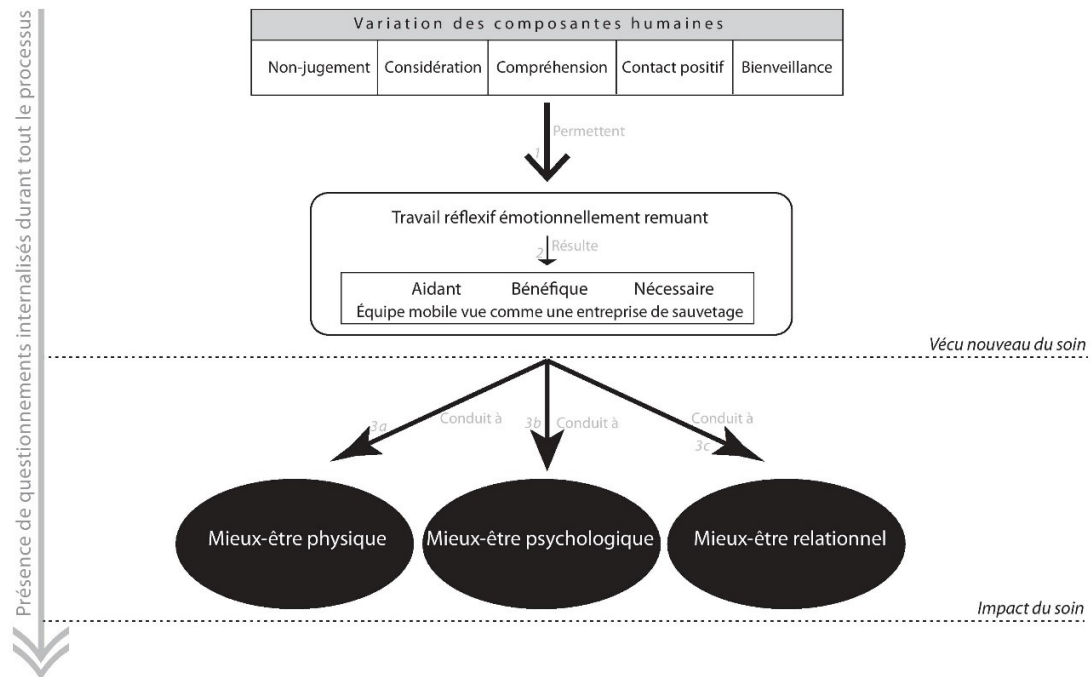 Présence de questionnements internalisés durant tout le processus
Variation des composantes humaines
Non-jugement Considération Compréhension Contact positif Bienveillance
Permettent
1
Travail réflexif émotionnellement remuant
Résulte
2
Aidant Bénéfique Nécessaire
Équipe mobile vue comme une entreprise de sauvetage
Vécu nouveau du soin
3a Conduit à 3b Conduit à Conduit à 3c
Mieux-être physique Mieux-être psychologique Mieux-être relationnel
Impact du soin